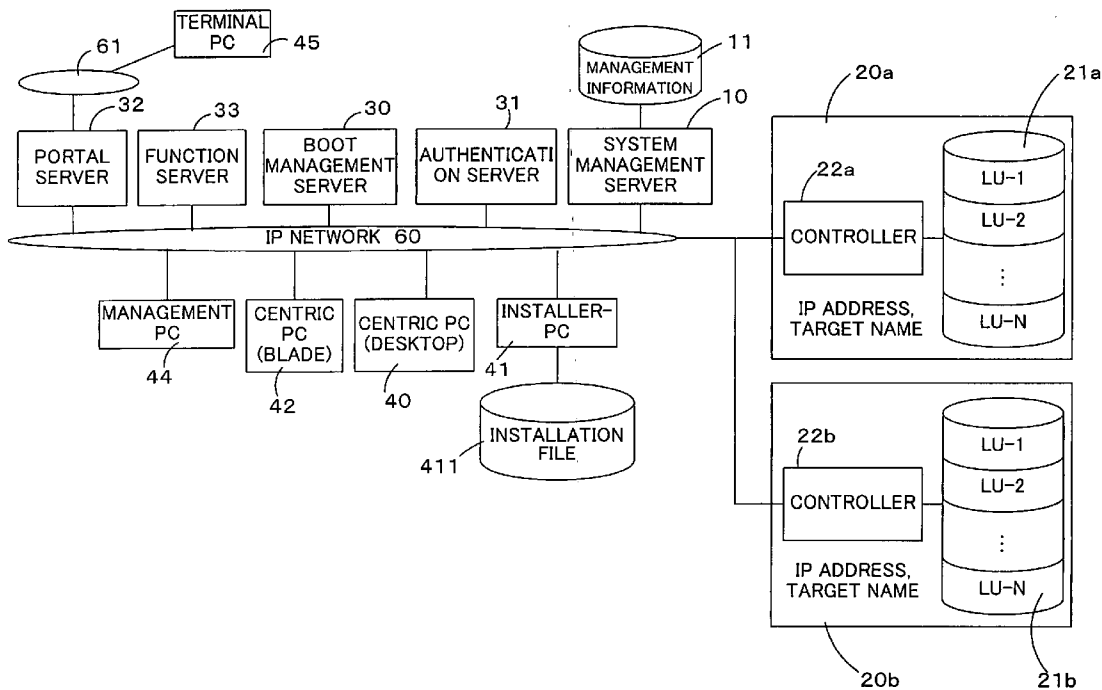 TERMINAL
PC
45
61
32
PORTAL
SERVER
33
FUNCTION
SERVER
30
BOOT
MANAGEMENT
SERVER
31
AUTHENTICATI
ON SERVER
11
MANAGEMENT
INFORMATION
10
SYSTEM
MANAGEMENT
SERVER
IP NETWORK 60
MANAGEMENT
PC
44
CENTRIC
PC
(BLADE)
42
CENTRIC PC
(DESKTOP)
40
INSTALLER-
PC
41
INSTALLATION
FILE
411
20a
21a
22a
CONTROLLER
IP ADDRESS,
TARGET NAME
LU-1
LU-2
⋮
LU-N
22b
CONTROLLER
IP ADDRESS,
TARGET NAME
LU-1
LU-2
⋮
LU-N
20b
21b